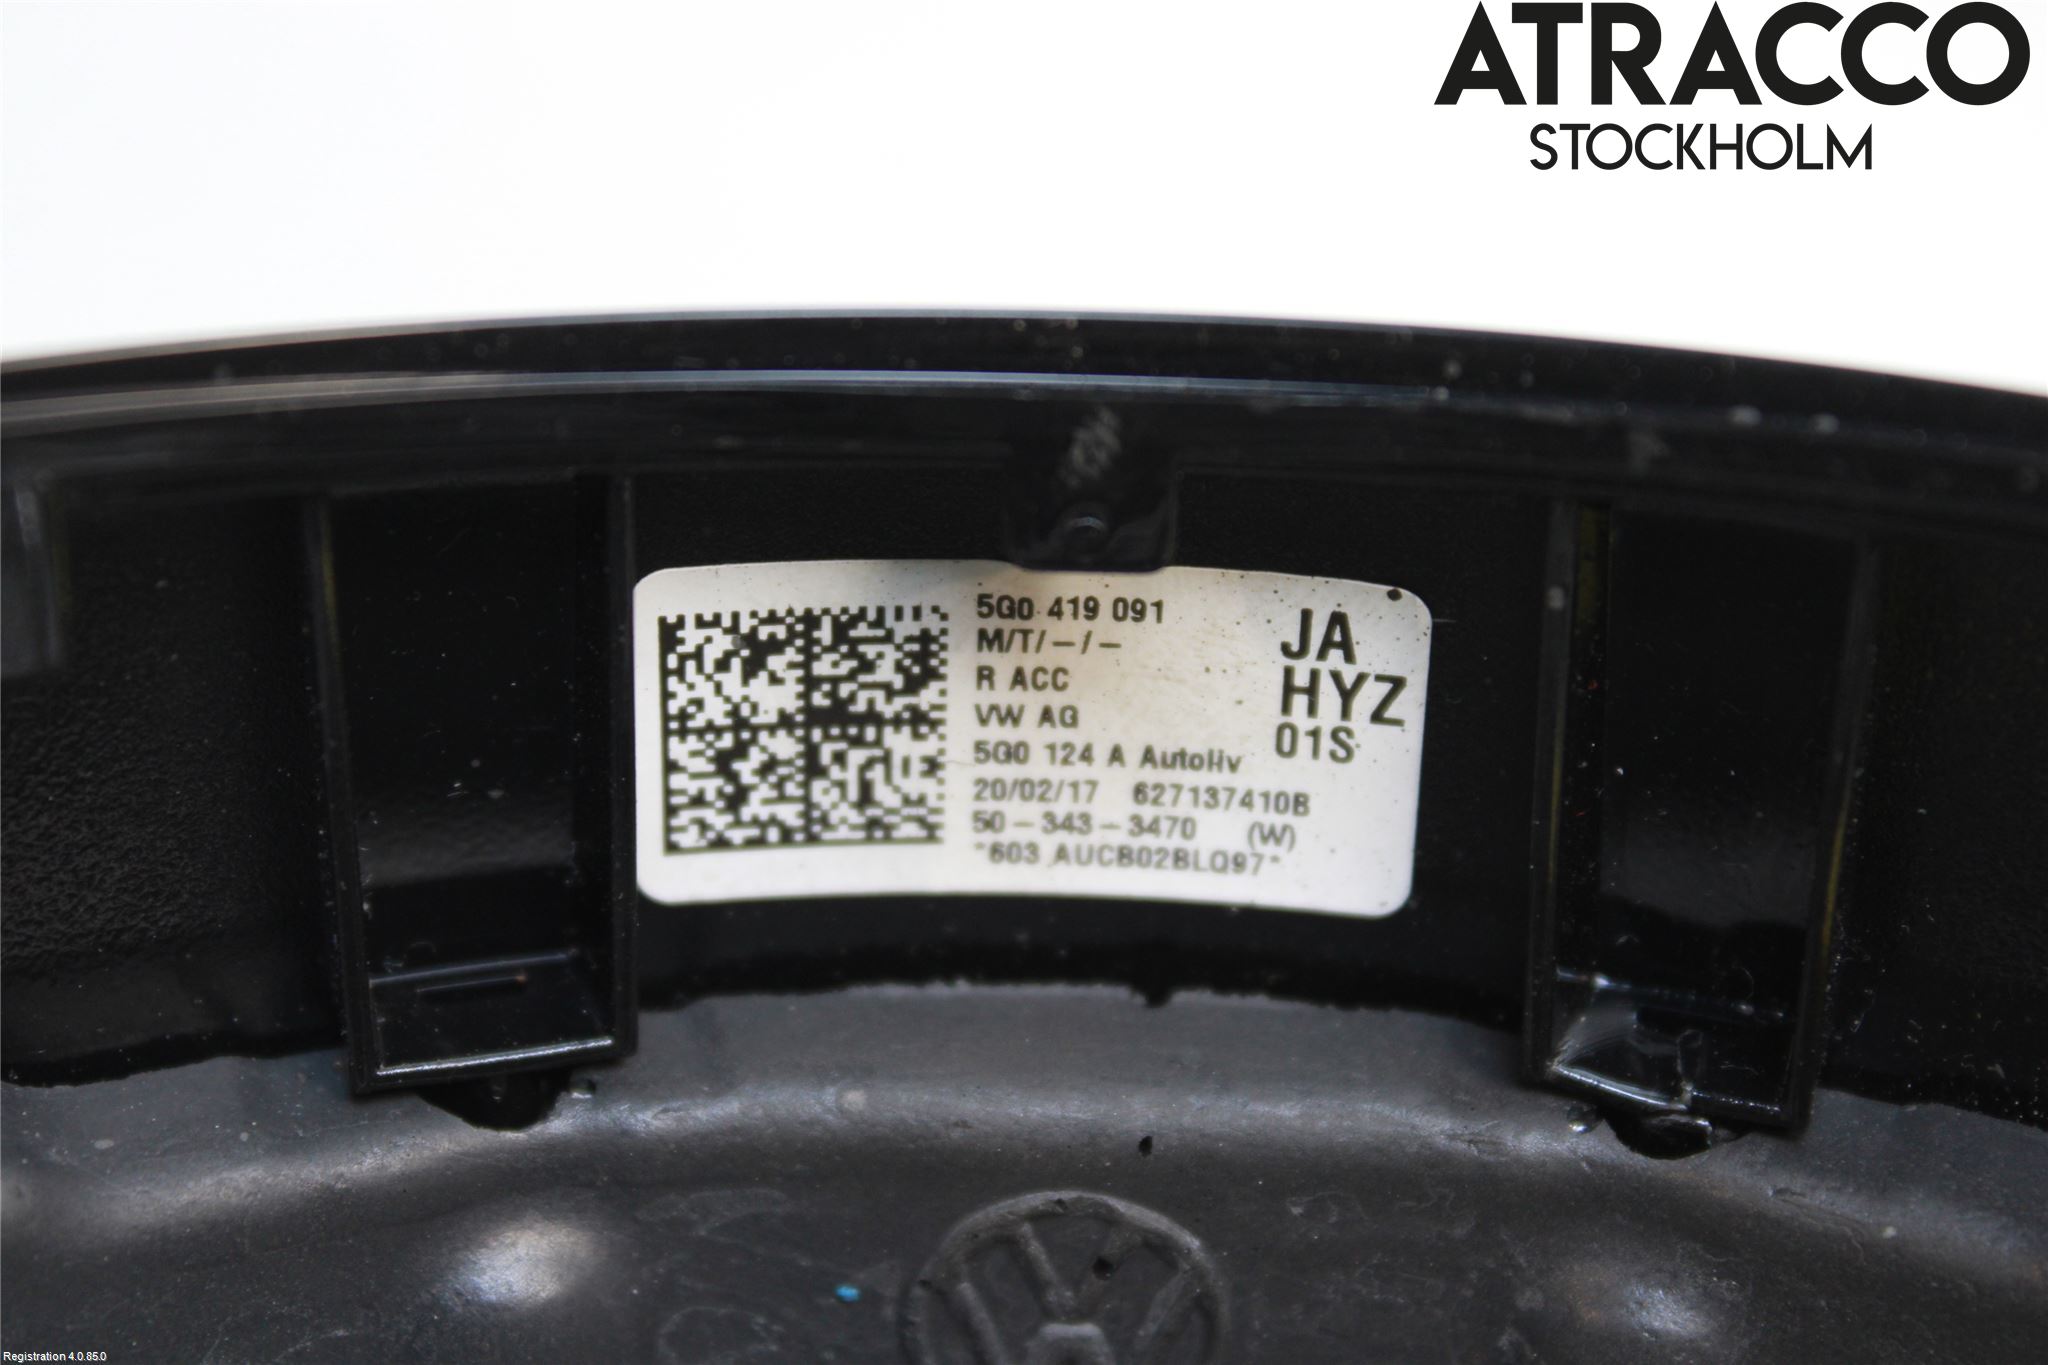 ATRACCO
STOCKHOLM
5G0 419 091
M/T/-/-
R ACC
VW AG
5G0 124 A Autoliv
20/02/17 627137410B
50-343-3470 (W)
*603 AUCB02BLQ97*
JA
HYZ
01S
Registration 4.0.85.0